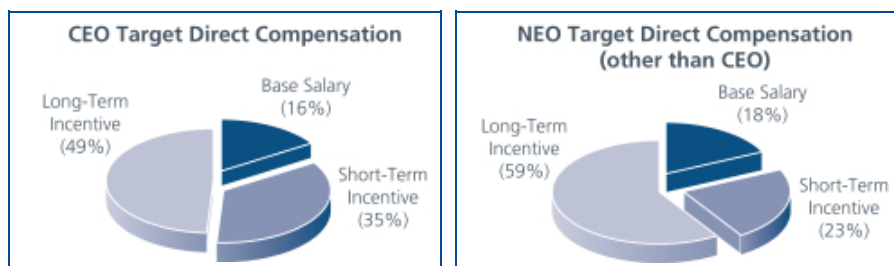 CEO Target Direct Compensation
Base Salary
(16%)
Long-Term
Incentive
(49%)
Short-Term
Incentive
(35%)
NEO Target Direct Compensation
(other than CEO)
Base Salary
(18%)
Long-Term
Incentive
(59%)
Short-Term
Incentive
(23%)